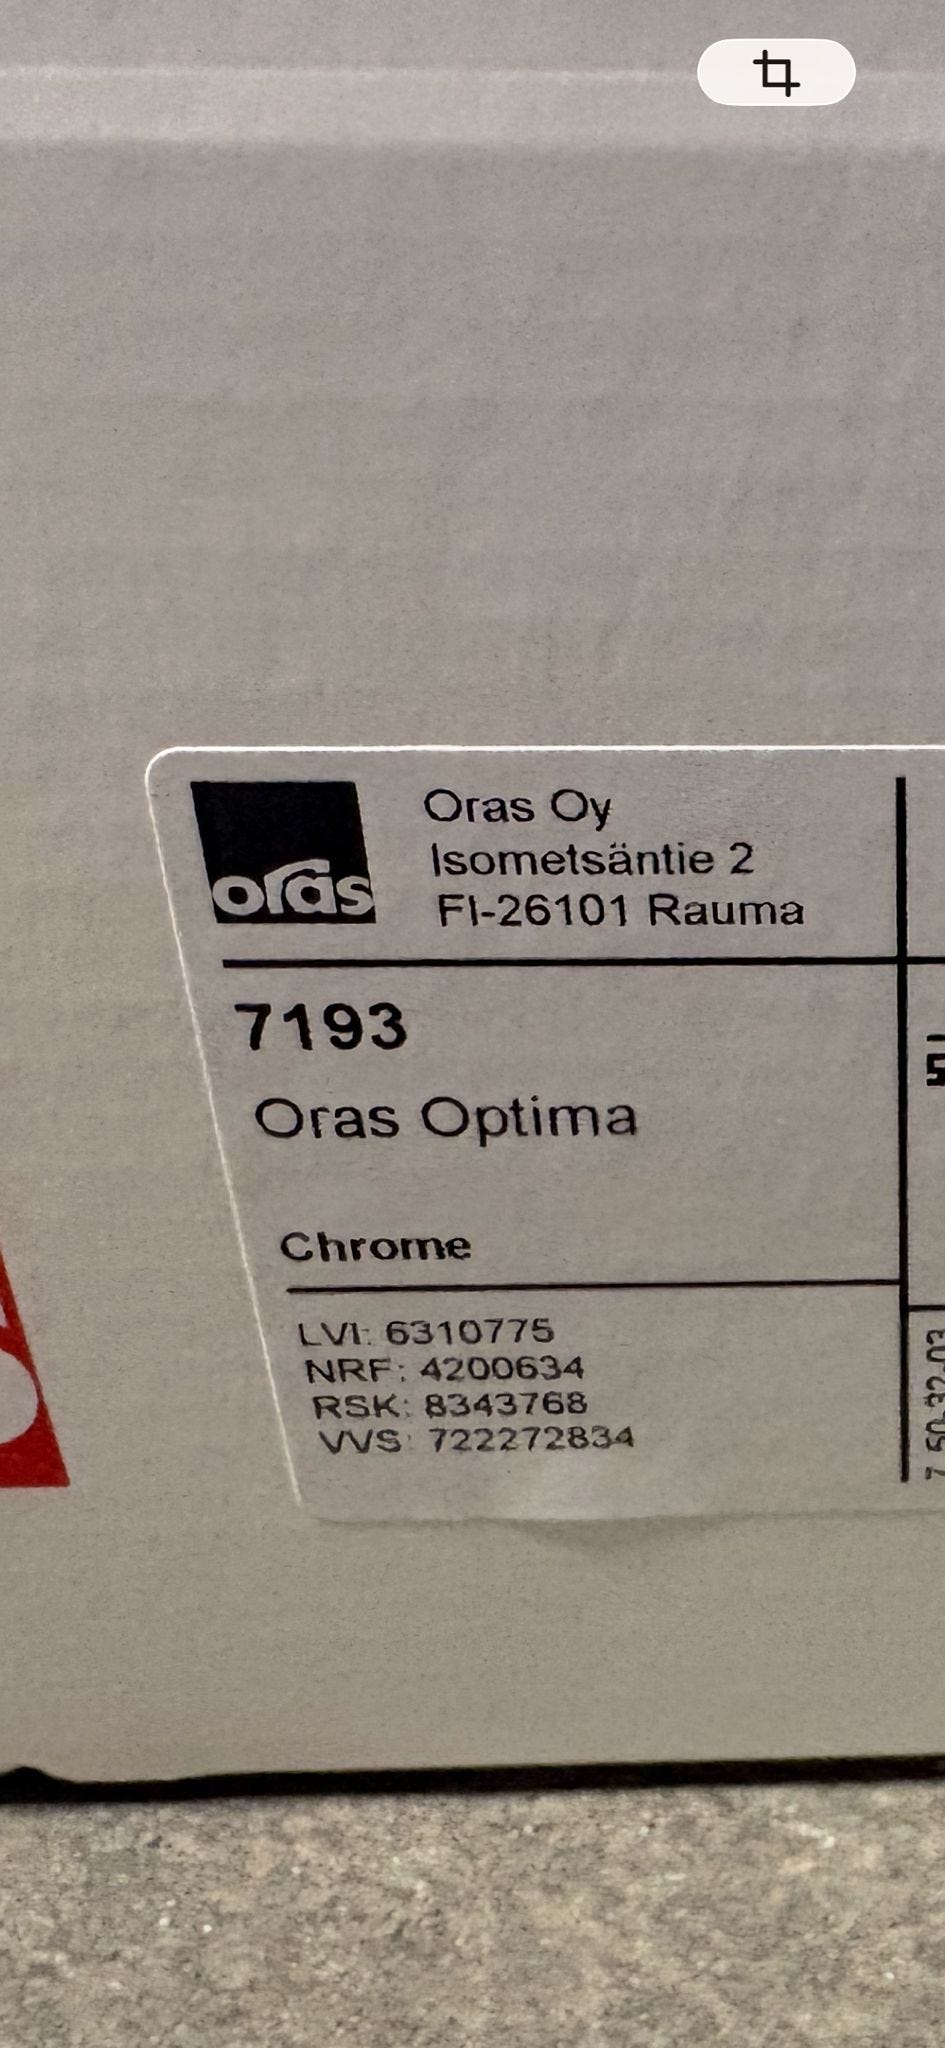 oras
Oras Oy
Isometsäntie 2
FI-26101 Rauma
7193
Oras Optima
Chrome
LVI: 6310775
NRF: 4200634
RSK: 8343768
VVS: 722272834